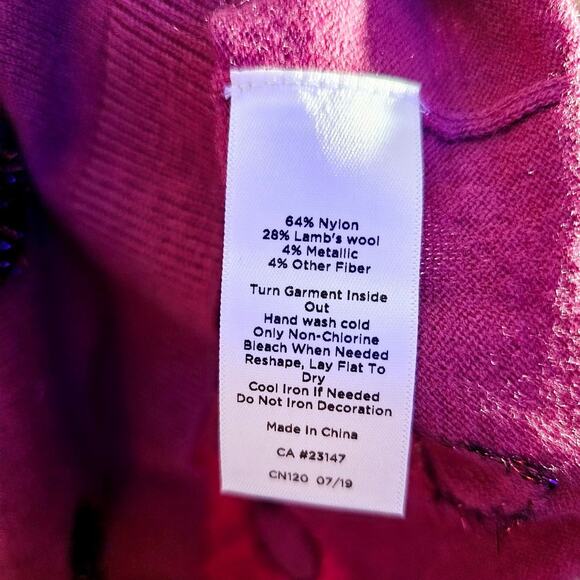 64% Nylon
28% Lamb's wool
4% Metallic
4% Other Fiber
Turn Garment Inside
Out
Hand wash cold
Only Non-Chlorine
Bleach When Needed
Reshape, Lay Flat To
Dry
Cool Iron If Needed
Do Not Iron Decoration
Made In China
CA #23147
CN120 07/19